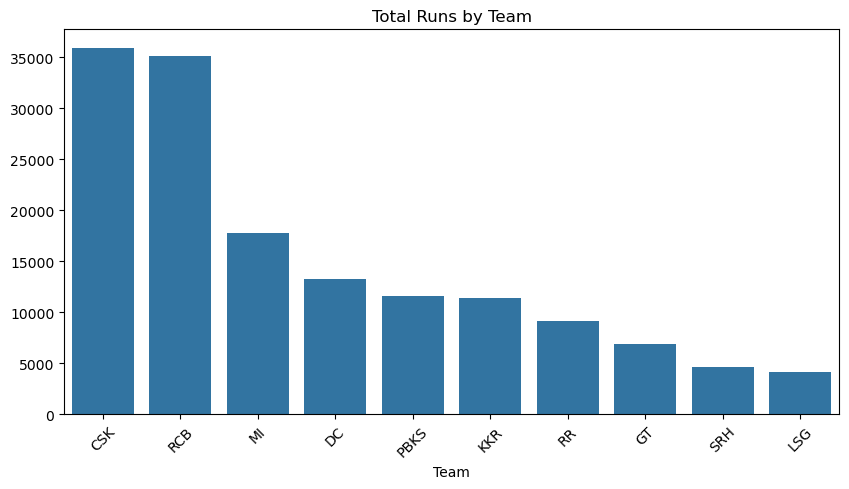 Total Runs by Team
35000
30000
25000
20000
15000
10000
5000
0
CSK RCB MI DC PBKS KKR RR GT SRH LSG
Team